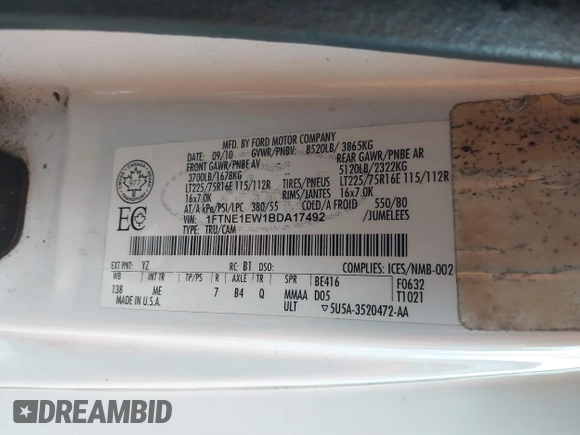 MFD. BY FORD MOTOR COMPANY
DATE: 09/10 GVWR/PNBV: 8520LB/ 3865KG
FRONT GAWR/PNBE AV REAR GAWR/PNBE AR
3700LB/1678KG 5120LB/2322KG
LT225/75R16E 115/112R TIRES/PNEUS LT225/75R16E 115/112R
16x7.0K RIMS/JANTES 16x7.0K
AT/A kPa/PSI/LPC 380/55 COLD/A FROID 550/80
VIN: 1FTNE1EW1BDA17492 /JUMELEES
TYPE: TRU/CAM
977
EC
EXT PNT: YZ RC: B1 DSO: COMPLIES: ICES/NMB-002
WB INT TR TP/PS R AXLE TR SPR BE416 F0632
138 ME 7 B4 Q MMAA D05 T1021
MADE IN U.S.A. ULT 5U5A-3520472-AA
DREAMBID